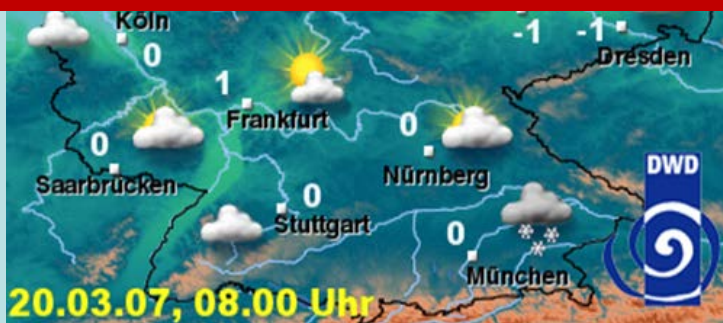 Köln
0
-1
-1
Dresden
1
Frankfurt
0
0
Nürnberg
Saarbrücken
DWD
0
Stuttgart
0
München
20.03.07, 08.00 Uhr